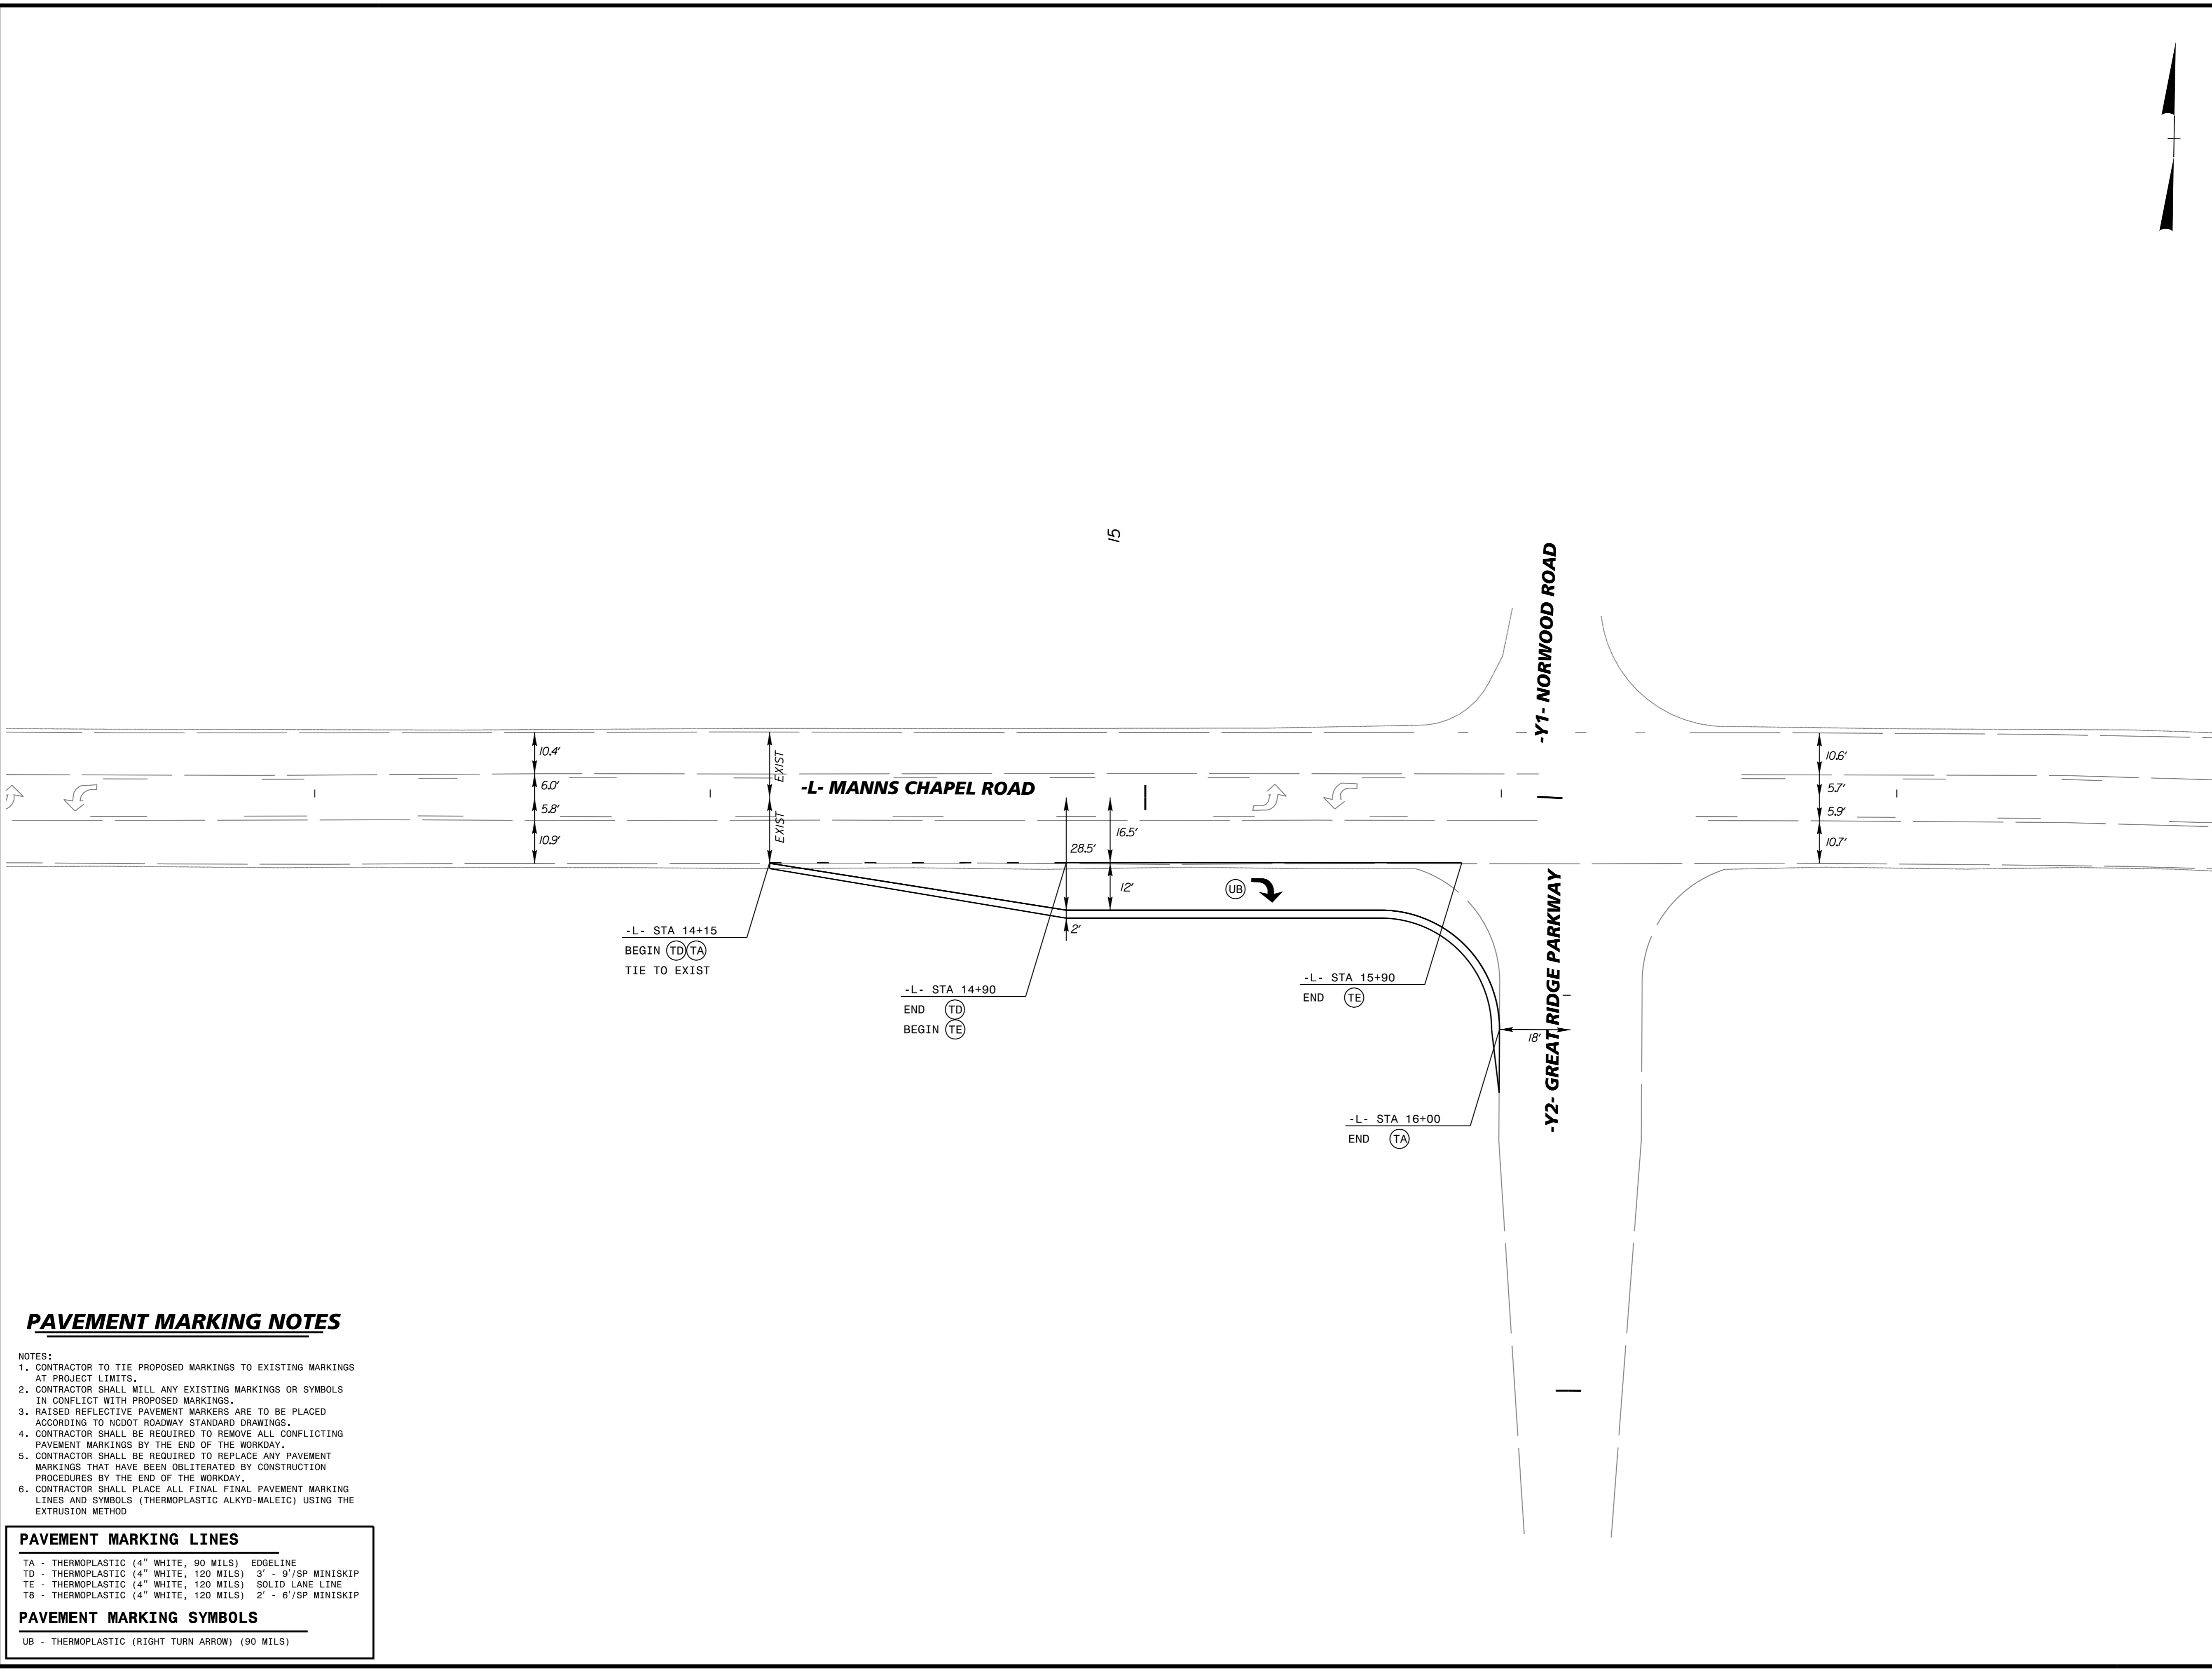 15
-Y1- NORWOOD ROAD
10.4'
6.0'
5.8'
10.9'
EXIST
EXIST
-L- MANNS CHAPEL ROAD
16.5'
28.5'
12'
2'
UB
10.6'
5.7'
5.9'
10.7'
-L- STA 14+15
BEGIN TD TA
TIE TO EXIST
-L- STA 14+90
END TD
BEGIN TE
-L- STA 15+90
END TE
18'
-Y2- GREAT RIDGE PARKWAY
-L- STA 16+00
END TA
PAVEMENT MARKING NOTES
NOTES:
1. CONTRACTOR TO TIE PROPOSED MARKINGS TO EXISTING MARKINGS
AT PROJECT LIMITS.
2. CONTRACTOR SHALL MILL ANY EXISTING MARKINGS OR SYMBOLS
IN CONFLICT WITH PROPOSED MARKINGS.
3. RAISED REFLECTIVE PAVEMENT MARKERS ARE TO BE PLACED
ACCORDING TO NCDOT ROADWAY STANDARD DRAWINGS.
4. CONTRACTOR SHALL BE REQUIRED TO REMOVE ALL CONFLICTING
PAVEMENT MARKINGS BY THE END OF THE WORKDAY.
5. CONTRACTOR SHALL BE REQUIRED TO REPLACE ANY PAVEMENT
MARKINGS THAT HAVE BEEN OBLITERATED BY CONSTRUCTION
PROCEDURES BY THE END OF THE WORKDAY.
6. CONTRACTOR SHALL PLACE ALL FINAL FINAL PAVEMENT MARKING
LINES AND SYMBOLS (THERMOPLASTIC ALKYD-MALEIC) USING THE
EXTRUSION METHOD
PAVEMENT MARKING LINES
TA - THERMOPLASTIC (4" WHITE, 90 MILS) EDGELINE
TD - THERMOPLASTIC (4" WHITE, 120 MILS) 3' - 9'/SP MINISKIP
TE - THERMOPLASTIC (4" WHITE, 120 MILS) SOLID LANE LINE
T8 - THERMOPLASTIC (4" WHITE, 120 MILS) 2' - 6'/SP MINISKIP
PAVEMENT MARKING SYMBOLS
UB - THERMOPLASTIC (RIGHT TURN ARROW) (90 MILS)